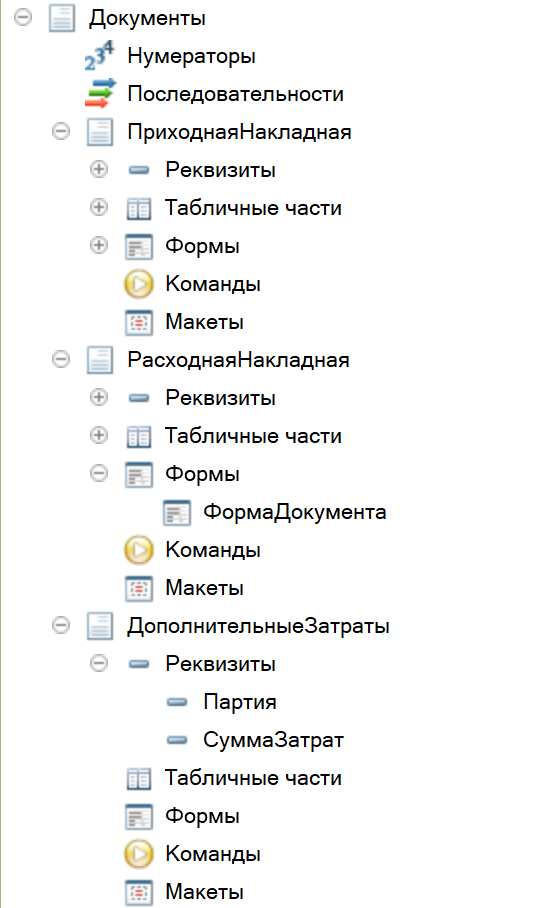 Документы
Нумераторы
Последовательности
ПриходнаяНакладная
Реквизиты
Табличные части
Формы
Команды
Макеты
РасходнаяНакладная
Реквизиты
Табличные части
Формы
ФормаДокумента
Команды
Макеты
ДополнительныеЗатраты
Реквизиты
Партия
СуммаЗатрат
Табличные части
Формы
Команды
Макеты